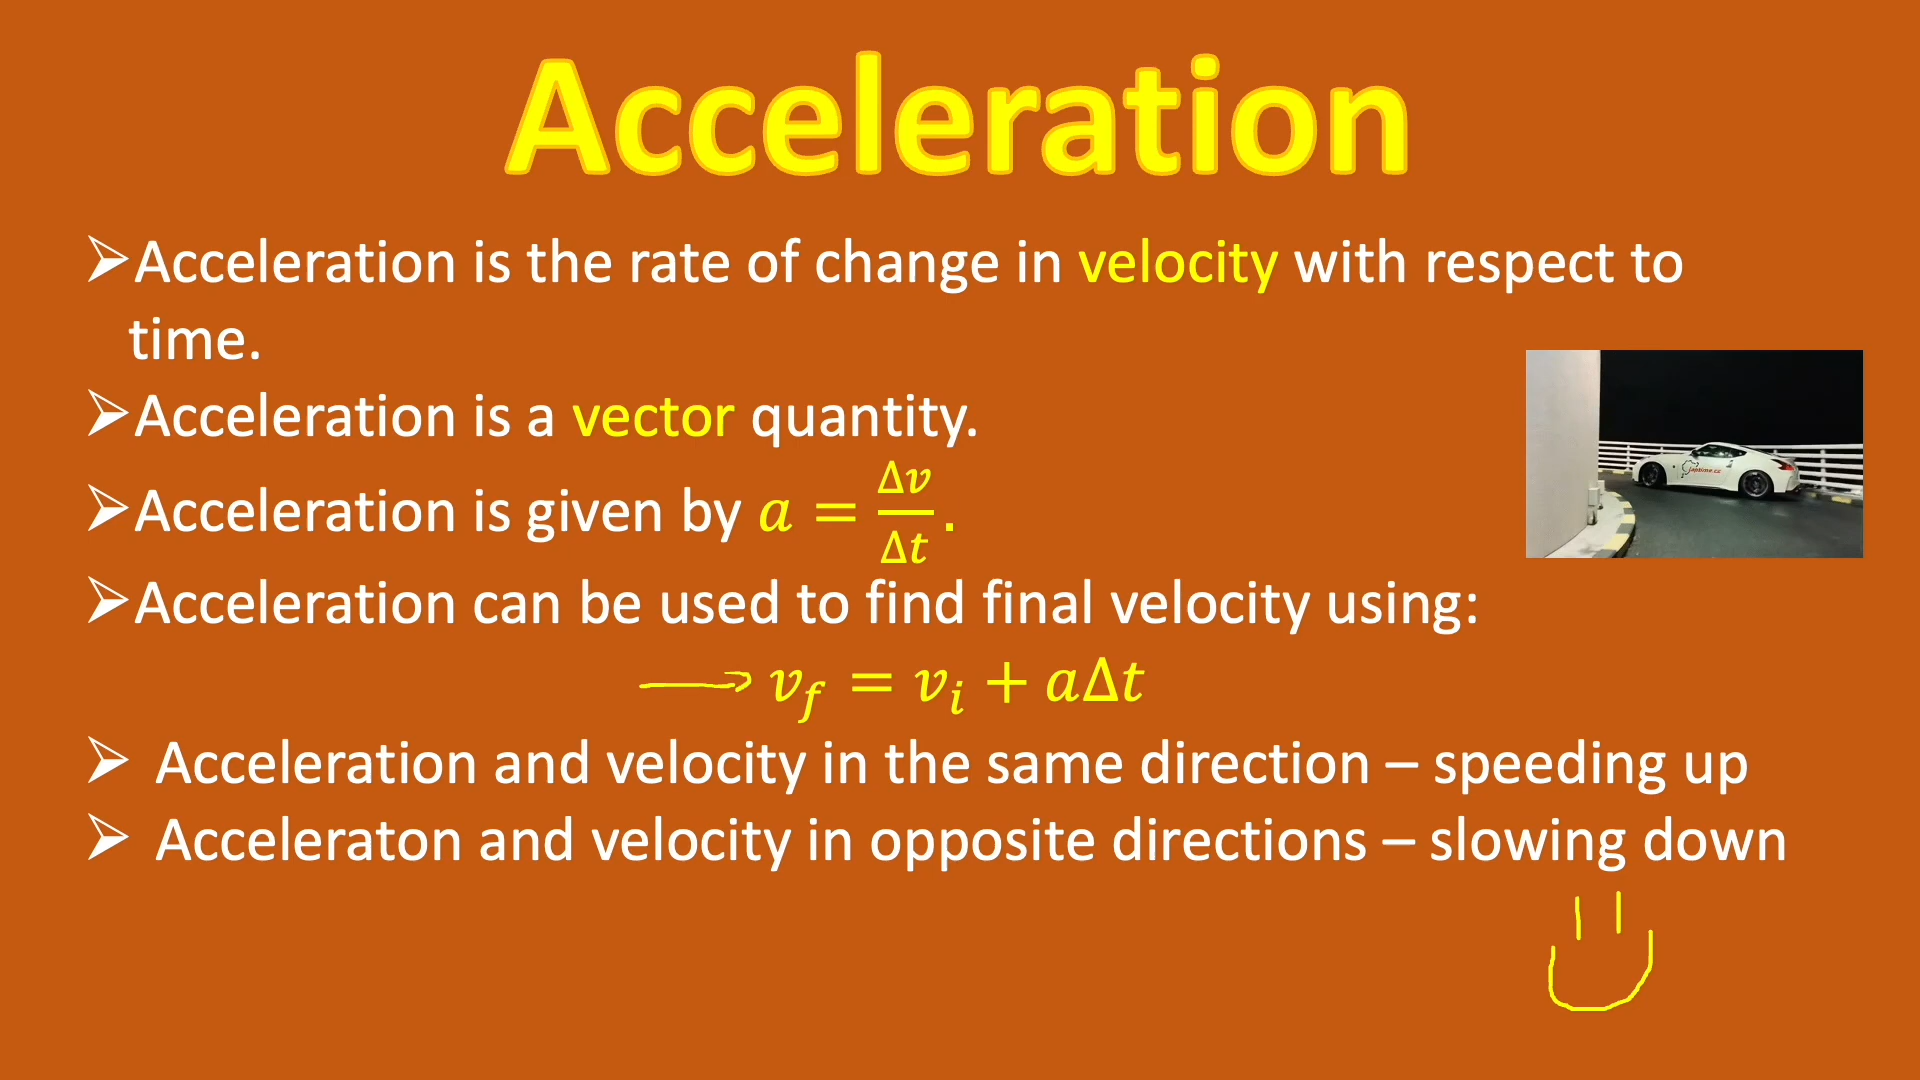 Acceleration
➢Acceleration is the rate of change in velocity with respect to
time.
➢Acceleration is a vector quantity.
➢Acceleration is given by a = Δv/Δt.
➢Acceleration can be used to find final velocity using:
→ v_f = v_i + aΔt
➢ Acceleration and velocity in the same direction – speeding up
➢ Acceleraton and velocity in opposite directions – slowing down
laptime.cc